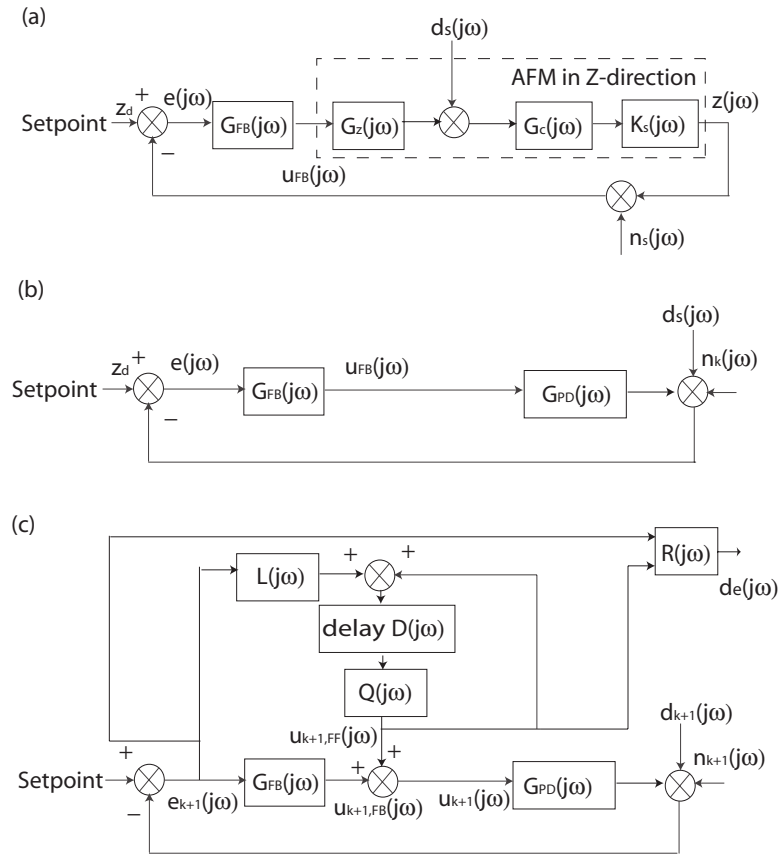 (a)
ds(jω)
AFM in Z-direction
Setpoint zd + e(jω) GFB(jω) Gz(jω) Gc(jω) Ks(jω) z(jω)
−
uFB(jω)
ns(jω)
(b)
ds(jω)
nk(jω)
Setpoint zd + e(jω) GFB(jω) uFB(jω) GPD(jω)
−
(c)
R(jω)
de(jω)
L(jω) + +
delay D(jω)
Q(jω)
uk+1,FF(jω)
dk+1(jω)
nk+1(jω)
Setpoint + ek+1(jω) GFB(jω) + + uk+1,FB(jω) uk+1(jω) GPD(jω)
−